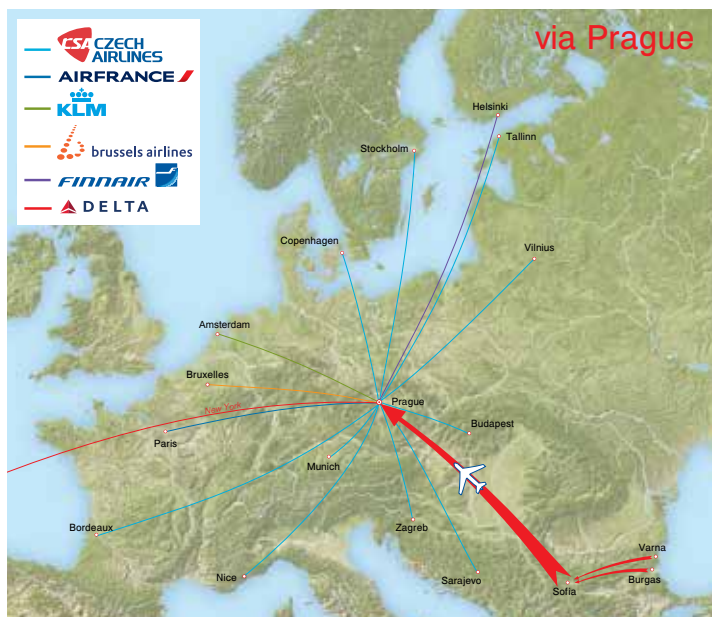 via Prague
CSA CZECH
AIRLINES
AIRFRANCE
KLM
brussels airlines
FINNAIR
DELTA
Helsinki
Tallinn
Stockholm
Copenhagen
Vilnius
Amsterdam
Bruxelles
New York
Prague
Paris
Budapest
Munich
Bordeaux
Zagreb
Nice
Sarajevo
Varna
Burgas
Sofia